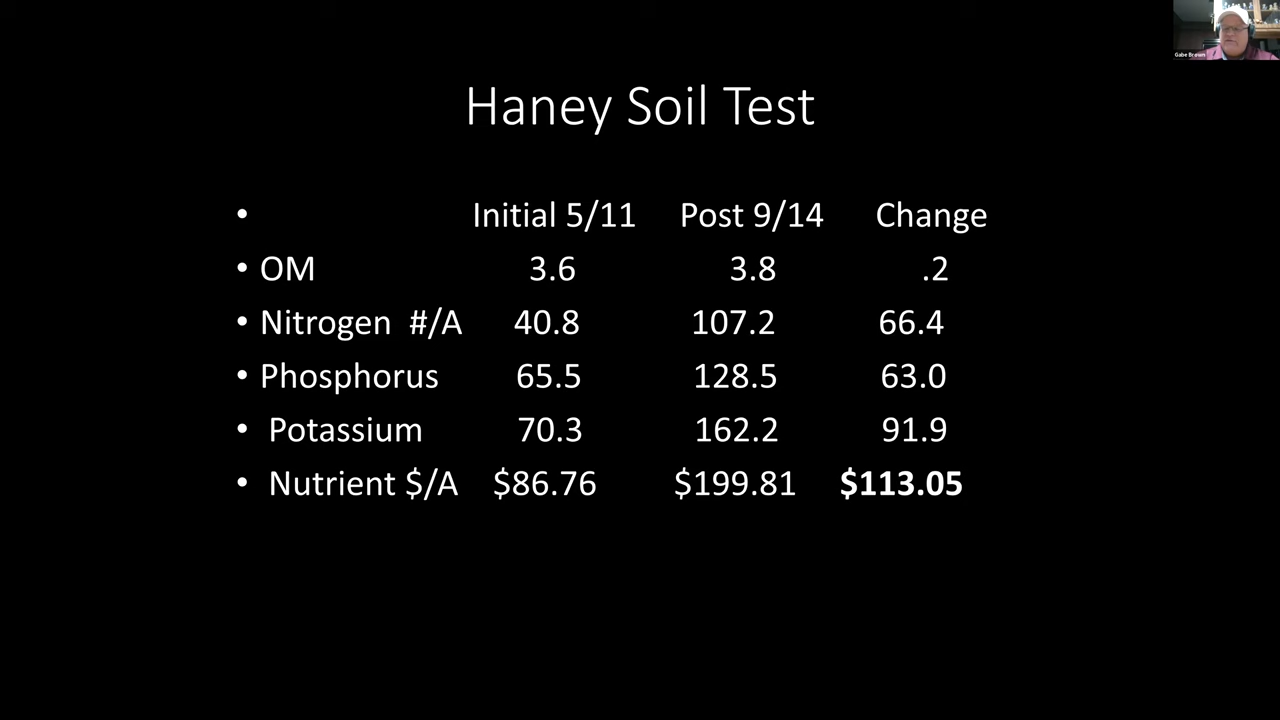 Gabe Brown
Haney Soil Test
• Initial 5/11 Post 9/14 Change
• OM 3.6 3.8 .2
• Nitrogen #/A 40.8 107.2 66.4
• Phosphorus 65.5 128.5 63.0
• Potassium 70.3 162.2 91.9
• Nutrient $/A $86.76 $199.81 $113.05